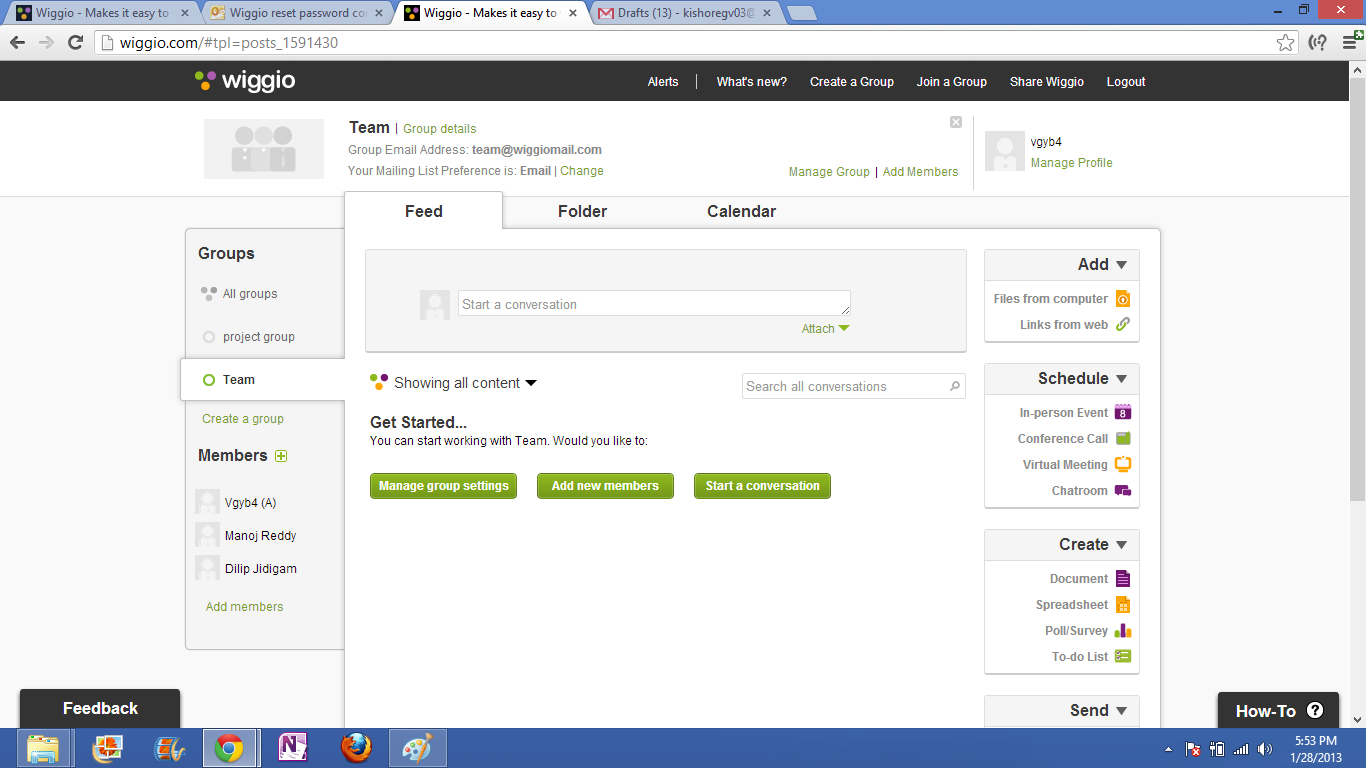 Wiggio - Makes it easy to
Wiggio reset password co
Wiggio - Makes it easy to
Drafts (13) - kishoregv03@
wiggio.com/#tpl=posts_1591430
wiggio
Alerts | What's new? Create a Group Join a Group Share Wiggio Logout
Team | Group details
Group Email Address: team@wiggiomail.com
Your Mailing List Preference is: Email | Change
Manage Group | Add Members
vgyb4
Manage Profile
Feed Folder Calendar
Groups
All groups
project group
Team
Create a group
Members
Vgyb4 (A)
Manoj Reddy
Dilip Jidigam
Add members
Start a conversation
Attach
Showing all content
Search all conversations
Get Started...
You can start working with Team. Would you like to:
Manage group settings Add new members Start a conversation
Add
Files from computer
Links from web
Schedule
In-person Event
8
Conference Call
Virtual Meeting
Chatroom
Create
Document
Spreadsheet
Poll/Survey
To-do List
Send
Feedback
How-To ?
5:53 PM
1/28/2013